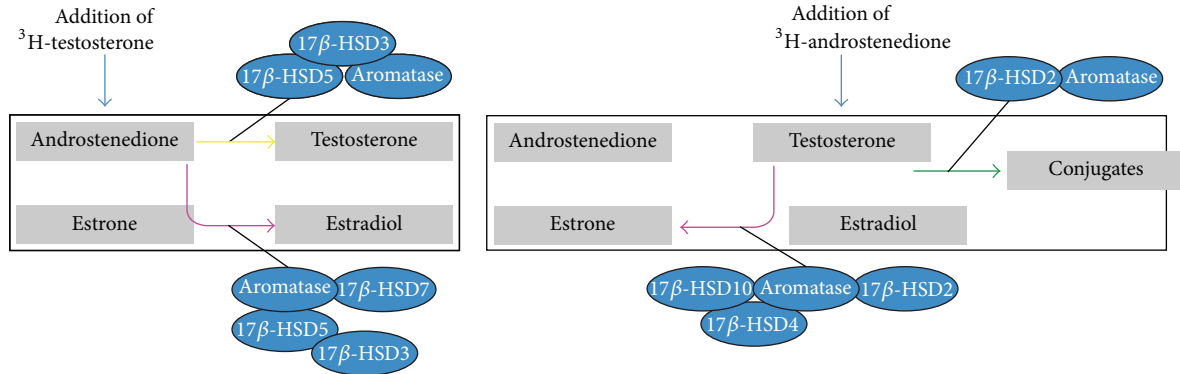 Addition of
³H-testosterone
17β-HSD3
17β-HSD5
Aromatase
Androstenedione
Testosterone
Estrone
Estradiol
Aromatase
17β-HSD7
17β-HSD5
17β-HSD3
Addition of
³H-androstenedione
17β-HSD2
Aromatase
Androstenedione
Testosterone
Conjugates
Estrone
Estradiol
17β-HSD10
Aromatase
17β-HSD2
17β-HSD4